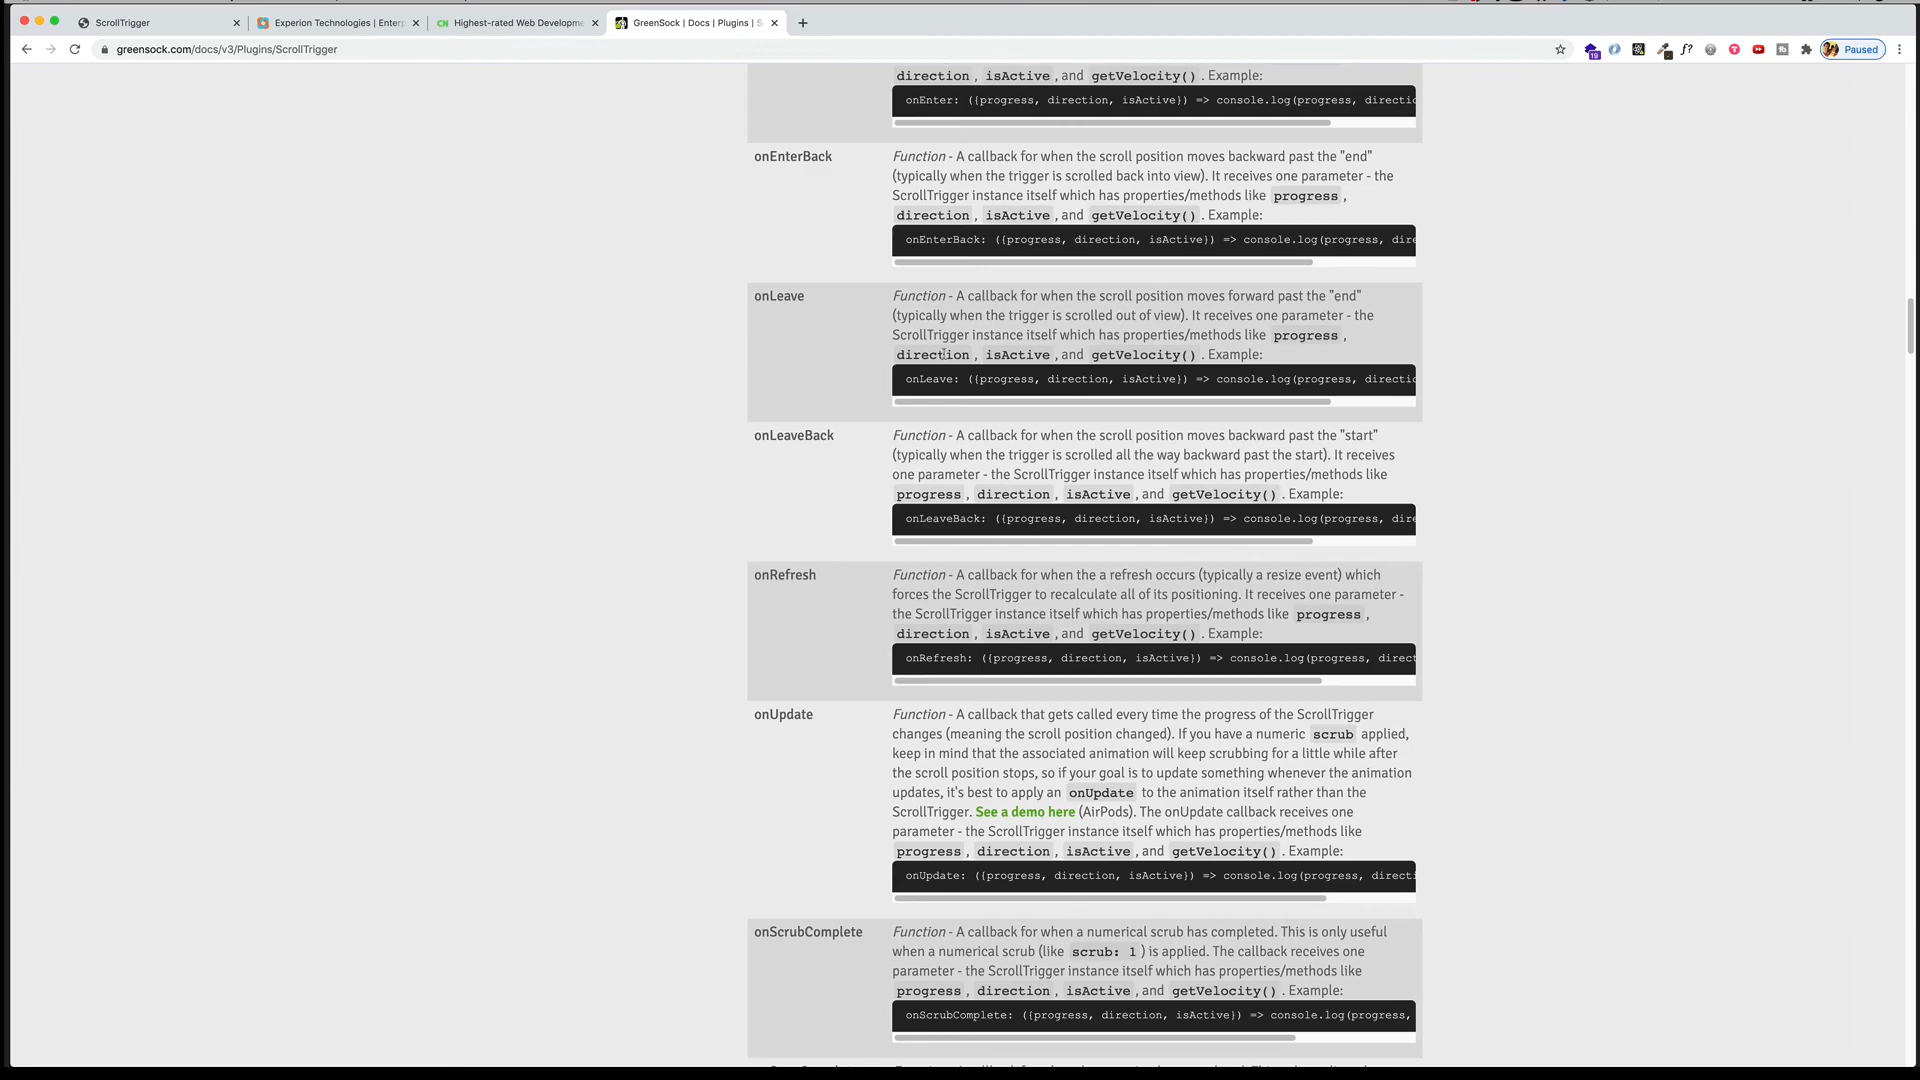 ScrollTrigger
Experion Technologies | Enterp
Highest-rated Web Developme
GreenSock | Docs | Plugins | S
greensock.com/docs/v3/Plugins/ScrollTrigger
19
f?
Paused
direction , isActive , and getVelocity() . Example:
onEnter: ({progress, direction, isActive}) => console.log(progress, directio
onEnterBack
Function - A callback for when the scroll position moves backward past the "end"
(typically when the trigger is scrolled back into view). It receives one parameter - the
ScrollTrigger instance itself which has properties/methods like progress ,
direction , isActive , and getVelocity() . Example:
onEnterBack: ({progress, direction, isActive}) => console.log(progress, dire
onLeave
Function - A callback for when the scroll position moves forward past the "end"
(typically when the trigger is scrolled out of view). It receives one parameter - the
ScrollTrigger instance itself which has properties/methods like progress ,
direction , isActive , and getVelocity() . Example:
onLeave: ({progress, direction, isActive}) => console.log(progress, directio
onLeaveBack
Function - A callback for when the scroll position moves backward past the "start"
(typically when the trigger is scrolled all the way backward past the start). It receives
one parameter - the ScrollTrigger instance itself which has properties/methods like
progress , direction , isActive , and getVelocity() . Example:
onLeaveBack: ({progress, direction, isActive}) => console.log(progress, dire
onRefresh
Function - A callback for when the a refresh occurs (typically a resize event) which
forces the ScrollTrigger to recalculate all of its positioning. It receives one parameter -
the ScrollTrigger instance itself which has properties/methods like progress ,
direction , isActive , and getVelocity() . Example:
onRefresh: ({progress, direction, isActive}) => console.log(progress, direct
onUpdate
Function - A callback that gets called every time the progress of the ScrollTrigger
changes (meaning the scroll position changed). If you have a numeric scrub applied,
keep in mind that the associated animation will keep scrubbing for a little while after
the scroll position stops, so if your goal is to update something whenever the animation
updates, it's best to apply an onUpdate to the animation itself rather than the
ScrollTrigger. See a demo here (AirPods). The onUpdate callback receives one
parameter - the ScrollTrigger instance itself which has properties/methods like
progress , direction , isActive , and getVelocity() . Example:
onUpdate: ({progress, direction, isActive}) => console.log(progress, directi
onScrubComplete
Function - A callback for when a numerical scrub has completed. This is only useful
when a numerical scrub (like scrub: 1 ) is applied. The callback receives one
parameter - the ScrollTrigger instance itself which has properties/methods like
progress , direction , isActive , and getVelocity() . Example:
onScrubComplete: ({progress, direction, isActive}) => console.log(progress,